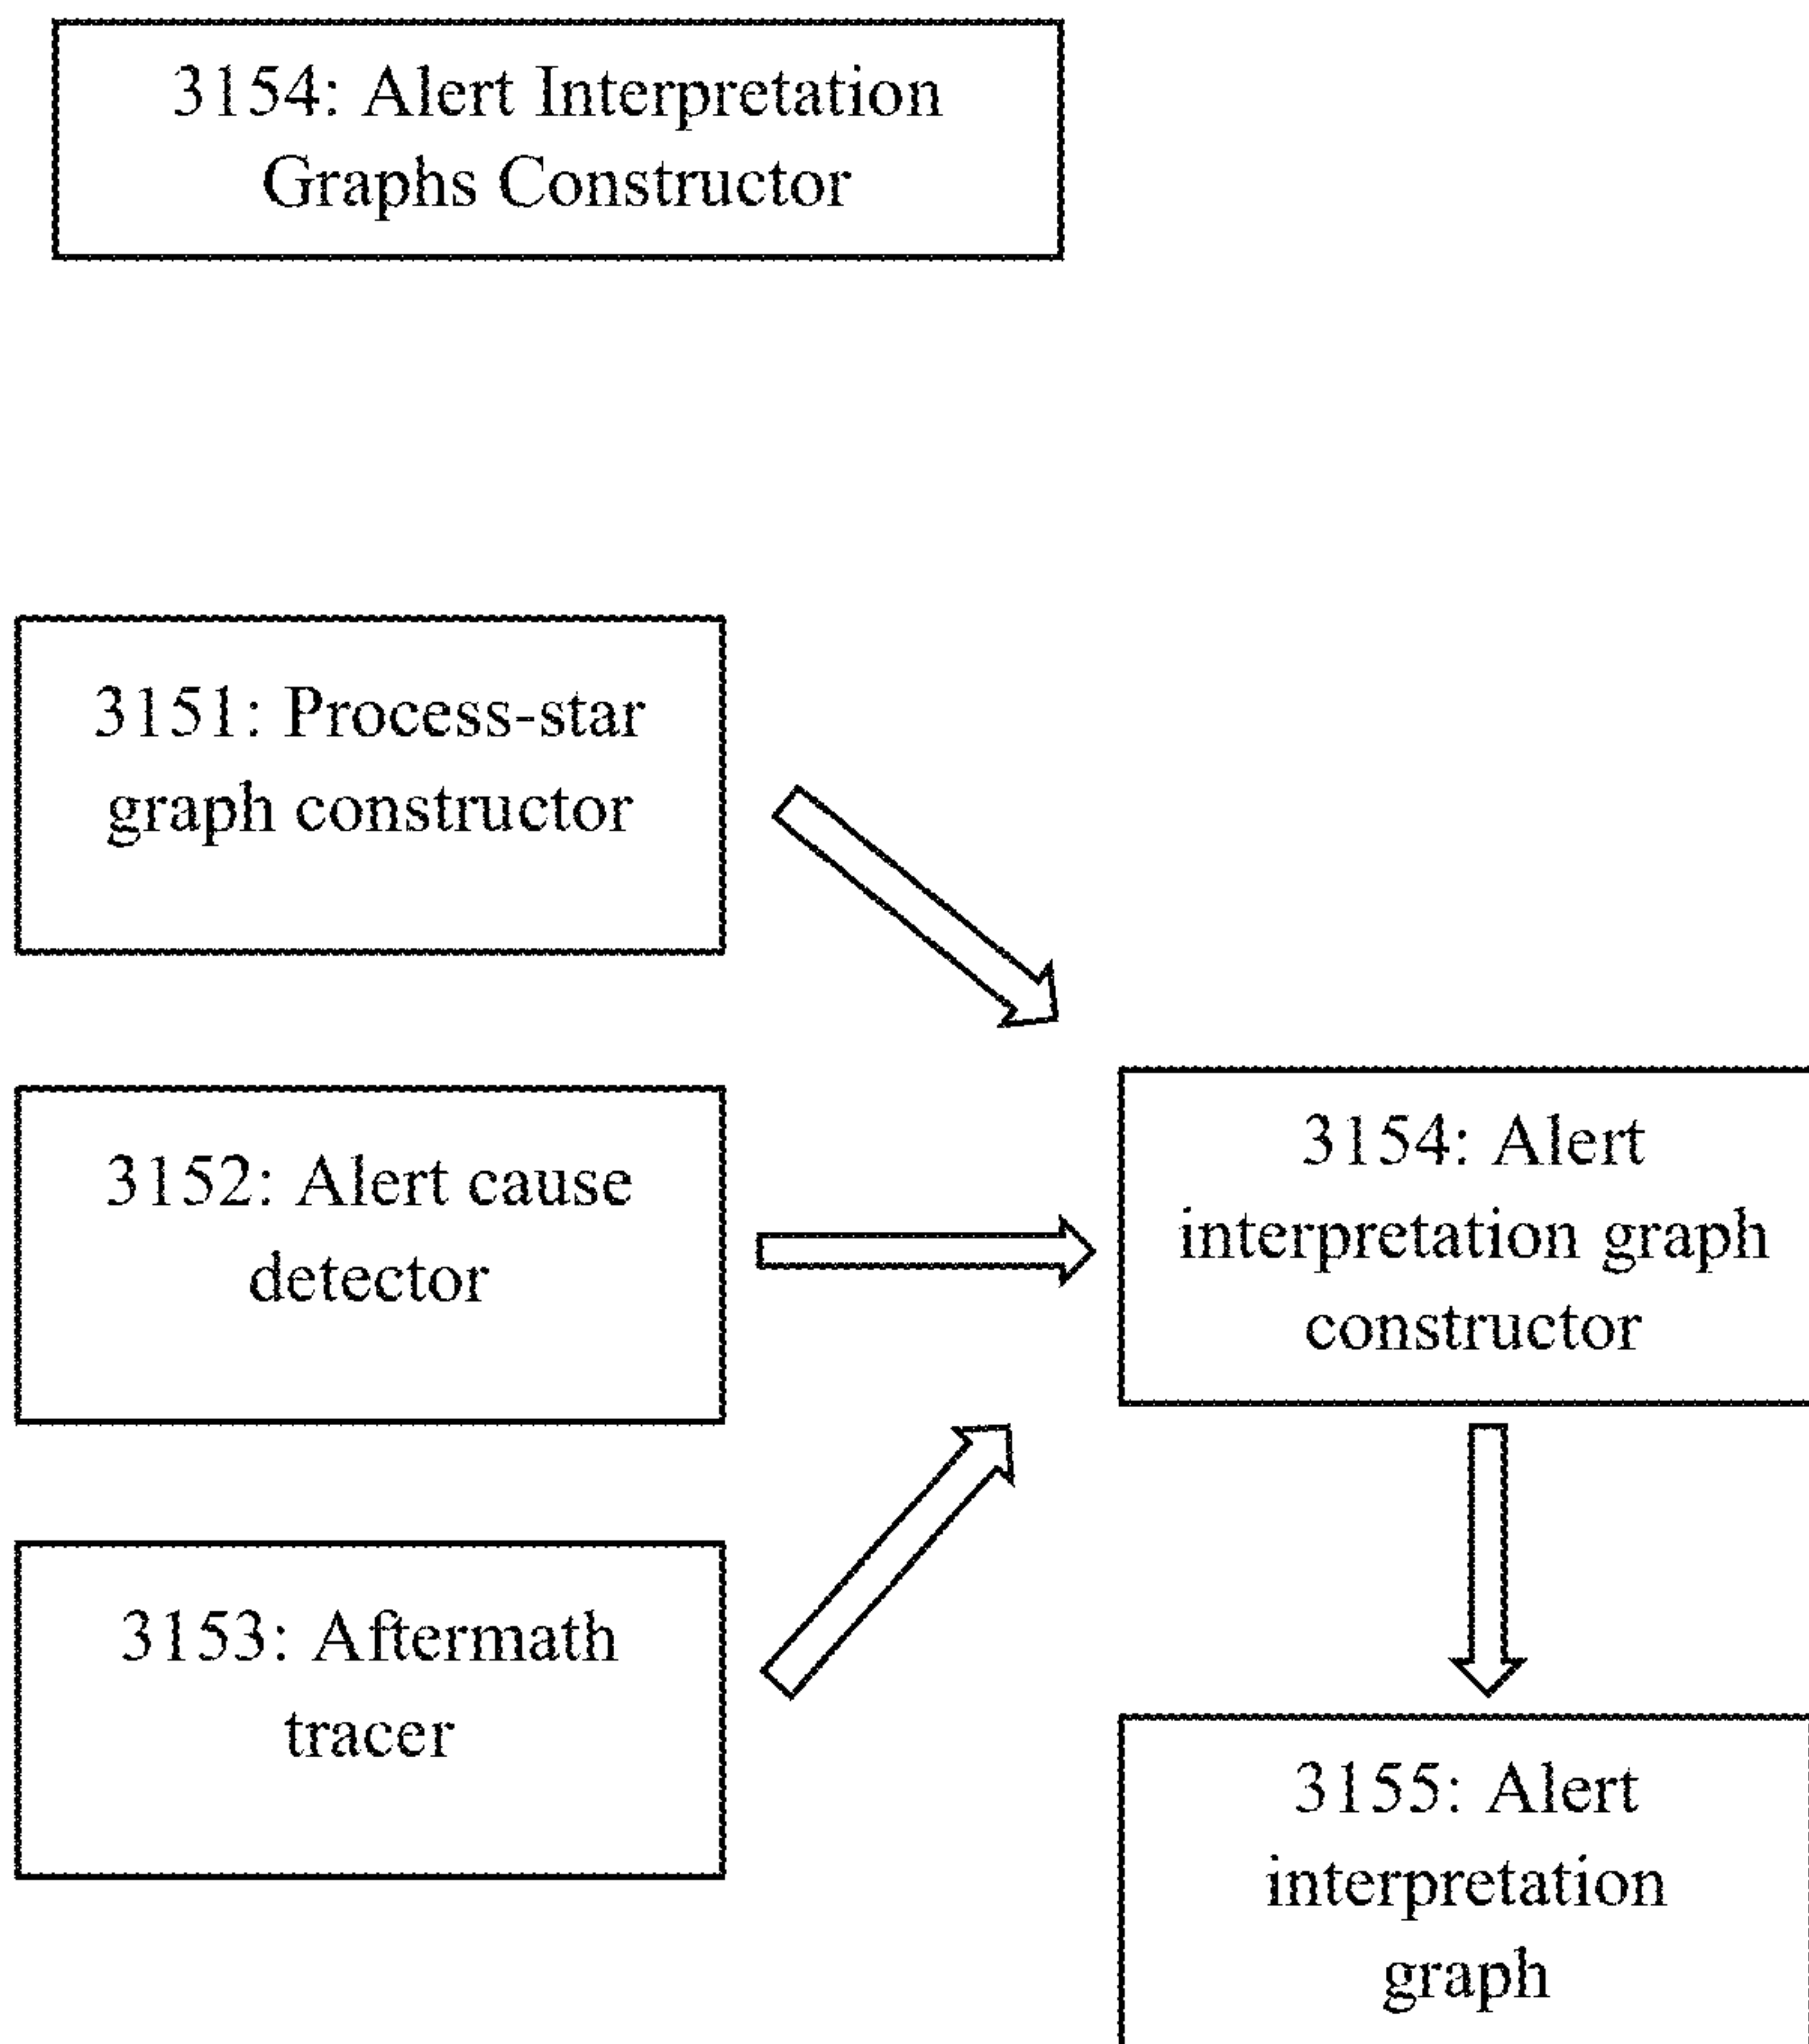 3154: Alert Interpretation
Graphs Constructor
3151: Process-star
graph constructor
3152: Alert cause
detector
3153: Aftermath
tracer
3154: Alert
interpretation graph
constructor
3155: Alert
interpretation
graph